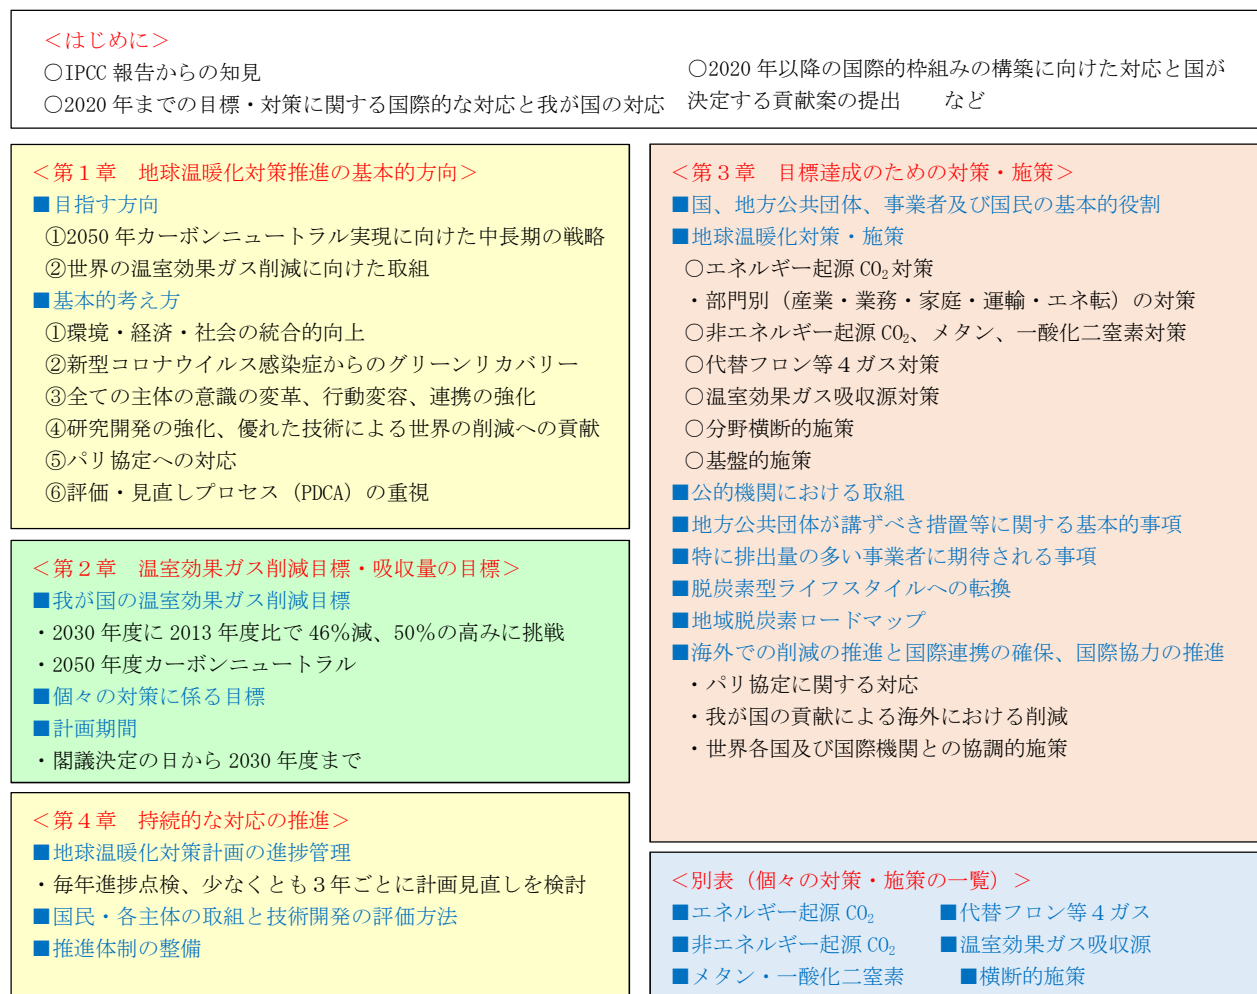 ＜はじめに＞
○IPCC 報告からの知見
○2020 年までの目標・対策に関する国際的な対応と我が国の対応
○2020 年以降の国際的枠組みの構築に向けた対応と国が
決定する貢献案の提出　　など
＜第１章　地球温暖化対策推進の基本的方向＞
■目指す方向
①2050 年カーボンニュートラル実現に向けた中長期の戦略
②世界の温室効果ガス削減に向けた取組
■基本的考え方
①環境・経済・社会の統合的向上
②新型コロナウイルス感染症からのグリーンリカバリー
③全ての主体の意識の変革、行動変容、連携の強化
④研究開発の強化、優れた技術による世界の削減への貢献
⑤パリ協定への対応
⑥評価・見直しプロセス（PDCA）の重視
＜第２章　温室効果ガス削減目標・吸収量の目標＞
■我が国の温室効果ガス削減目標
・2030 年度に 2013 年度比で 46％減、50％の高みに挑戦
・2050 年度カーボンニュートラル
■個々の対策に係る目標
■計画期間
・閣議決定の日から 2030 年度まで
＜第３章　目標達成のための対策・施策＞
■国、地方公共団体、事業者及び国民の基本的役割
■地球温暖化対策・施策
○エネルギー起源 CO₂対策
・部門別（産業・業務・家庭・運輸・エネ転）の対策
○非エネルギー起源 CO₂、メタン、一酸化二窒素対策
○代替フロン等４ガス対策
○温室効果ガス吸収源対策
○分野横断的施策
○基盤的施策
■公的機関における取組
■地方公共団体が講ずべき措置等に関する基本的事項
■特に排出量の多い事業者に期待される事項
■脱炭素型ライフスタイルへの転換
■地域脱炭素ロードマップ
■海外での削減の推進と国際連携の確保、国際協力の推進
・パリ協定に関する対応
・我が国の貢献による海外における削減
・世界各国及び国際機関との協調的施策
＜第４章　持続的な対応の推進＞
■地球温暖化対策計画の進捗管理
・毎年進捗点検、少なくとも３年ごとに計画見直しを検討
■国民・各主体の取組と技術開発の評価方法
■推進体制の整備
＜別表（個々の対策・施策の一覧）＞
■エネルギー起源 CO₂　　　■代替フロン等４ガス
■非エネルギー起源 CO₂　　■温室効果ガス吸収源
■メタン・一酸化二窒素　　■横断的施策